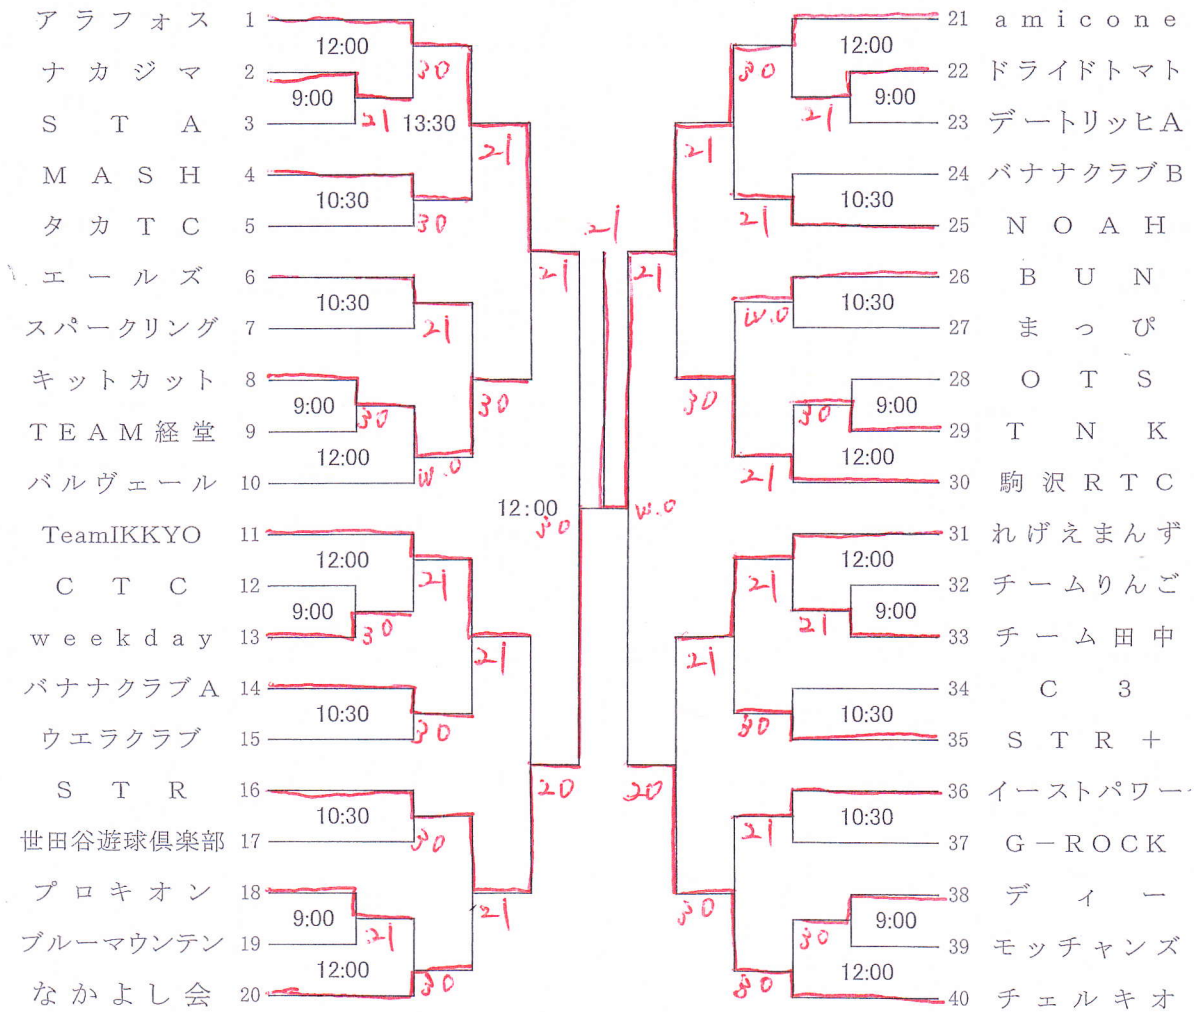 アラフォス 1
12:00
30
ナカジマ 2
9:00
21
STA 3
13:30
21
MASH 4
10:30
30
タカTC 5
21
エールズ 6
10:30
21
スパークリング 7
キットカット 8
9:00
30
30
TEAM経堂 9
12:00
w.o
バルヴェール 10
12:00
30
TeamIKKYO 11
12:00
21
CTC 12
9:00
30
weekday 13
21
バナナクラブA 14
10:30
30
ウエラクラブ 15
20
STR 16
10:30
30
世田谷遊球倶楽部 17
プロキオン 18
9:00
21
21
ブルーマウンテン 19
12:00
30
なかよし会 20
21
21 amicone
12:00
30
22 ドライドトマト
9:00
21
23 デートリッヒA
21
24 バナナクラブB
10:30
21
25 NOAH
21
26 BUN
10:30
w.o
27 まっぴ
28 OTS
9:00
30
30
29 TNK
12:00
21
30 駒沢RTC
w.o
31 れげえまんず
12:00
21
32 チームりんご
9:00
21
33 チーム田中
21
34 C3
10:30
30
35 STR+
20
36 イーストパワー
10:30
21
37 G-ROCK
38 ディー
9:00
30
30
39 モッチャンズ
12:00
30
40 チェルキオ